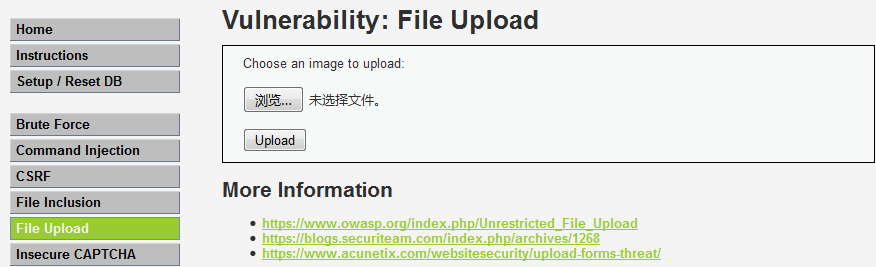 Home
Instructions
Setup / Reset DB
Brute Force
Command Injection
CSRF
File Inclusion
File Upload
Insecure CAPTCHA
Vulnerability: File Upload
Choose an image to upload:
浏览... 未选择文件。
Upload
More Information
https://www.owasp.org/index.php/Unrestricted_File_Upload
https://blogs.securiteam.com/index.php/archives/1268
https://www.acunetix.com/websitesecurity/upload-forms-threat/